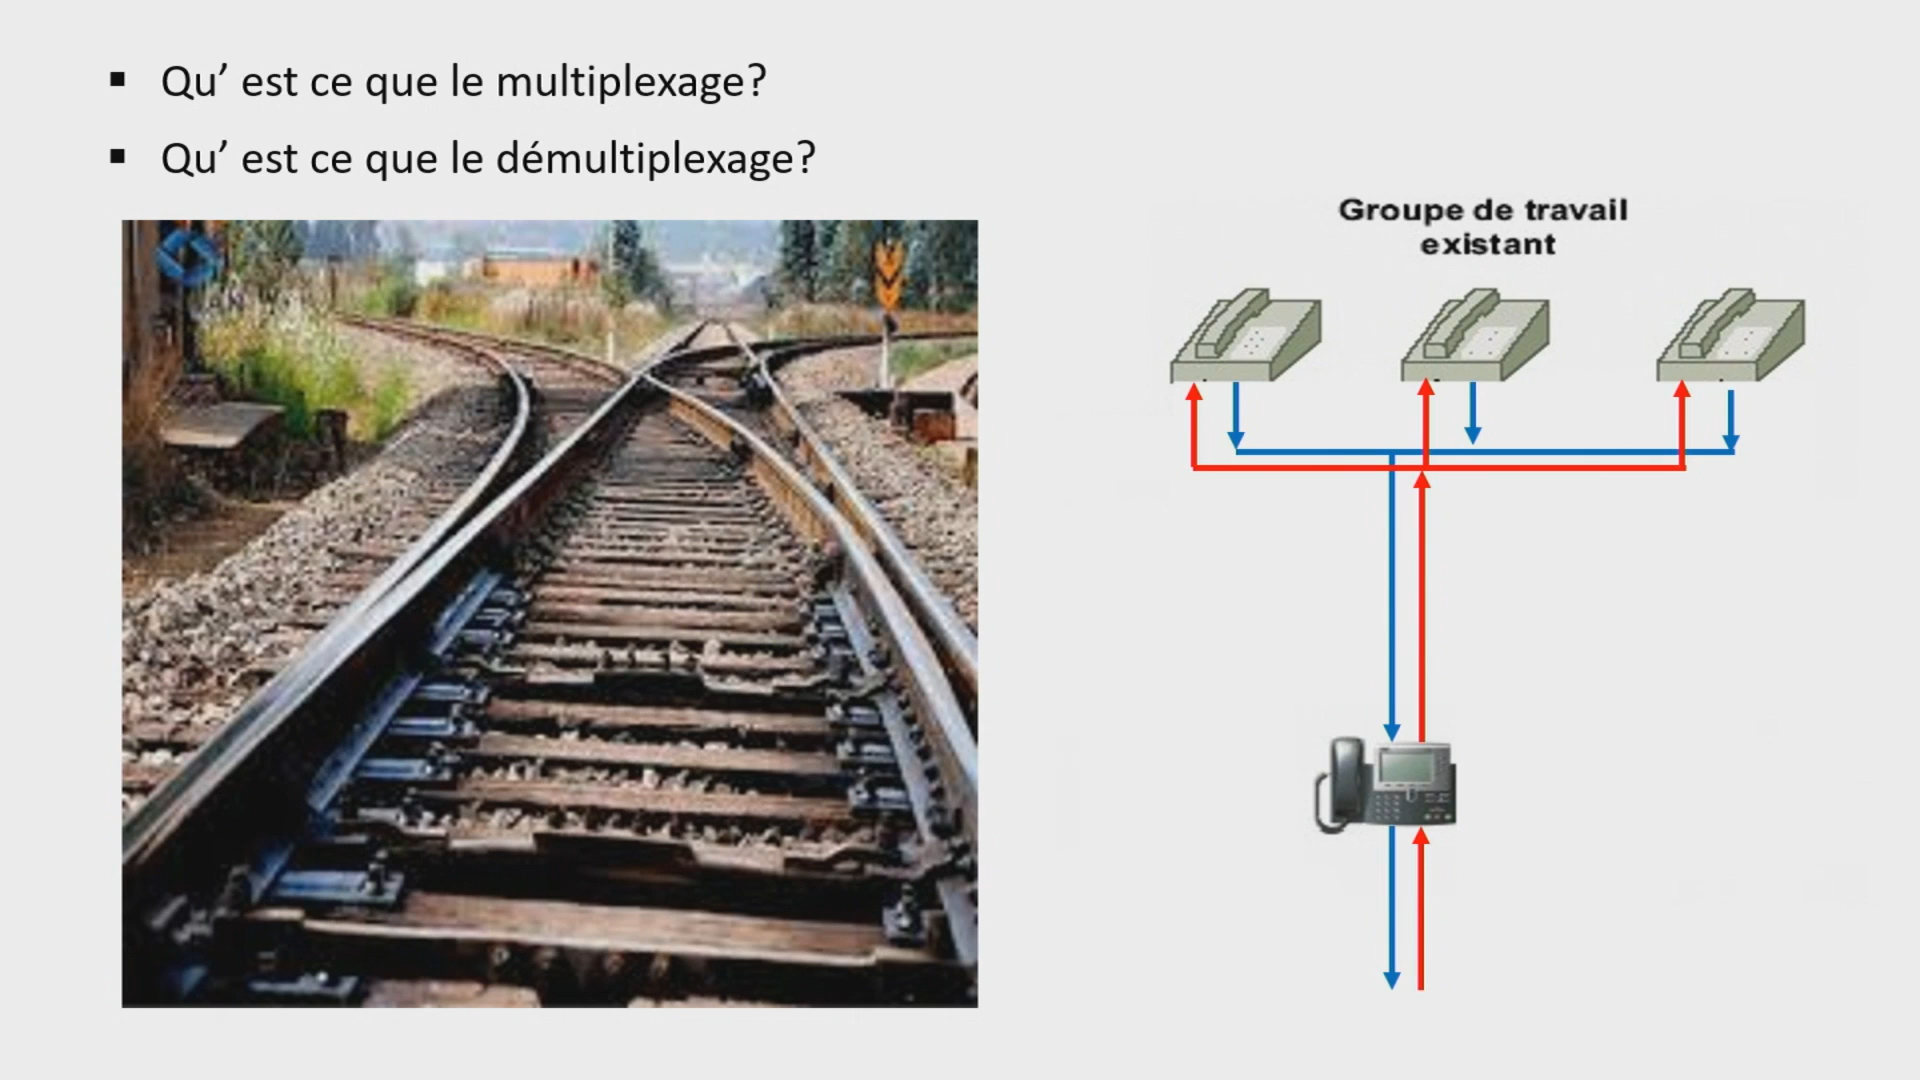 Qu’ est ce que le multiplexage?
Qu’ est ce que le démultiplexage?
Groupe de travail
existant